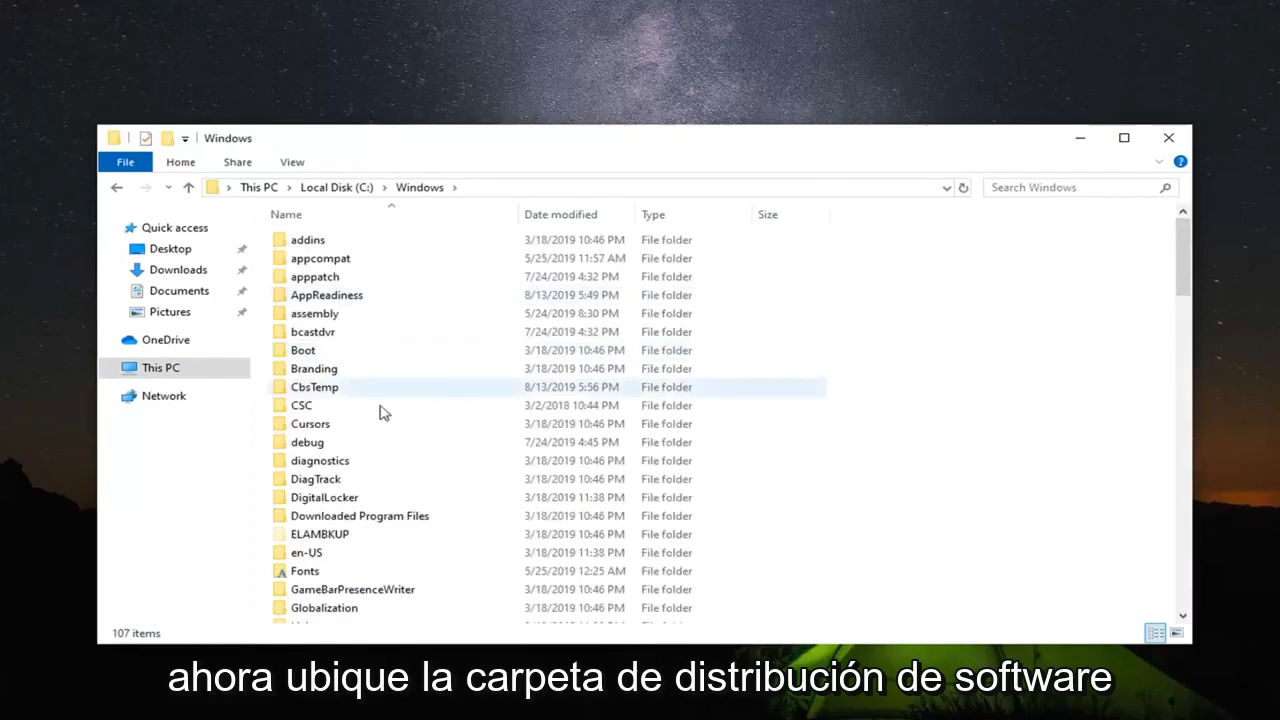 Windows
File Home Share View
This PC Local Disk (C:) Windows
Search Windows
Name Date modified Type Size
Quick access
Desktop
Downloads
Documents
Pictures
OneDrive
This PC
Network
addins 3/18/2019 10:46 PM File folder
appcompat 5/25/2019 11:57 AM File folder
apppatch 7/24/2019 4:32 PM File folder
AppReadiness 8/13/2019 5:49 PM File folder
assembly 5/24/2019 8:30 PM File folder
bcastdvr 7/24/2019 4:32 PM File folder
Boot 3/18/2019 10:46 PM File folder
Branding 3/18/2019 10:46 PM File folder
CbsTemp 8/13/2019 5:56 PM File folder
CSC 3/2/2018 10:44 PM File folder
Cursors 3/18/2019 10:46 PM File folder
debug 7/24/2019 4:45 PM File folder
diagnostics 3/18/2019 10:46 PM File folder
DiagTrack 3/18/2019 10:46 PM File folder
DigitalLocker 3/18/2019 11:38 PM File folder
Downloaded Program Files 3/18/2019 10:46 PM File folder
ELAMBKUP 3/18/2019 10:46 PM File folder
en-US 3/18/2019 11:38 PM File folder
Fonts 5/25/2019 12:25 AM File folder
GameBarPresenceWriter 3/18/2019 10:46 PM File folder
Globalization 3/18/2019 10:46 PM File folder
107 items
ahora ubique la carpeta de distribución de software